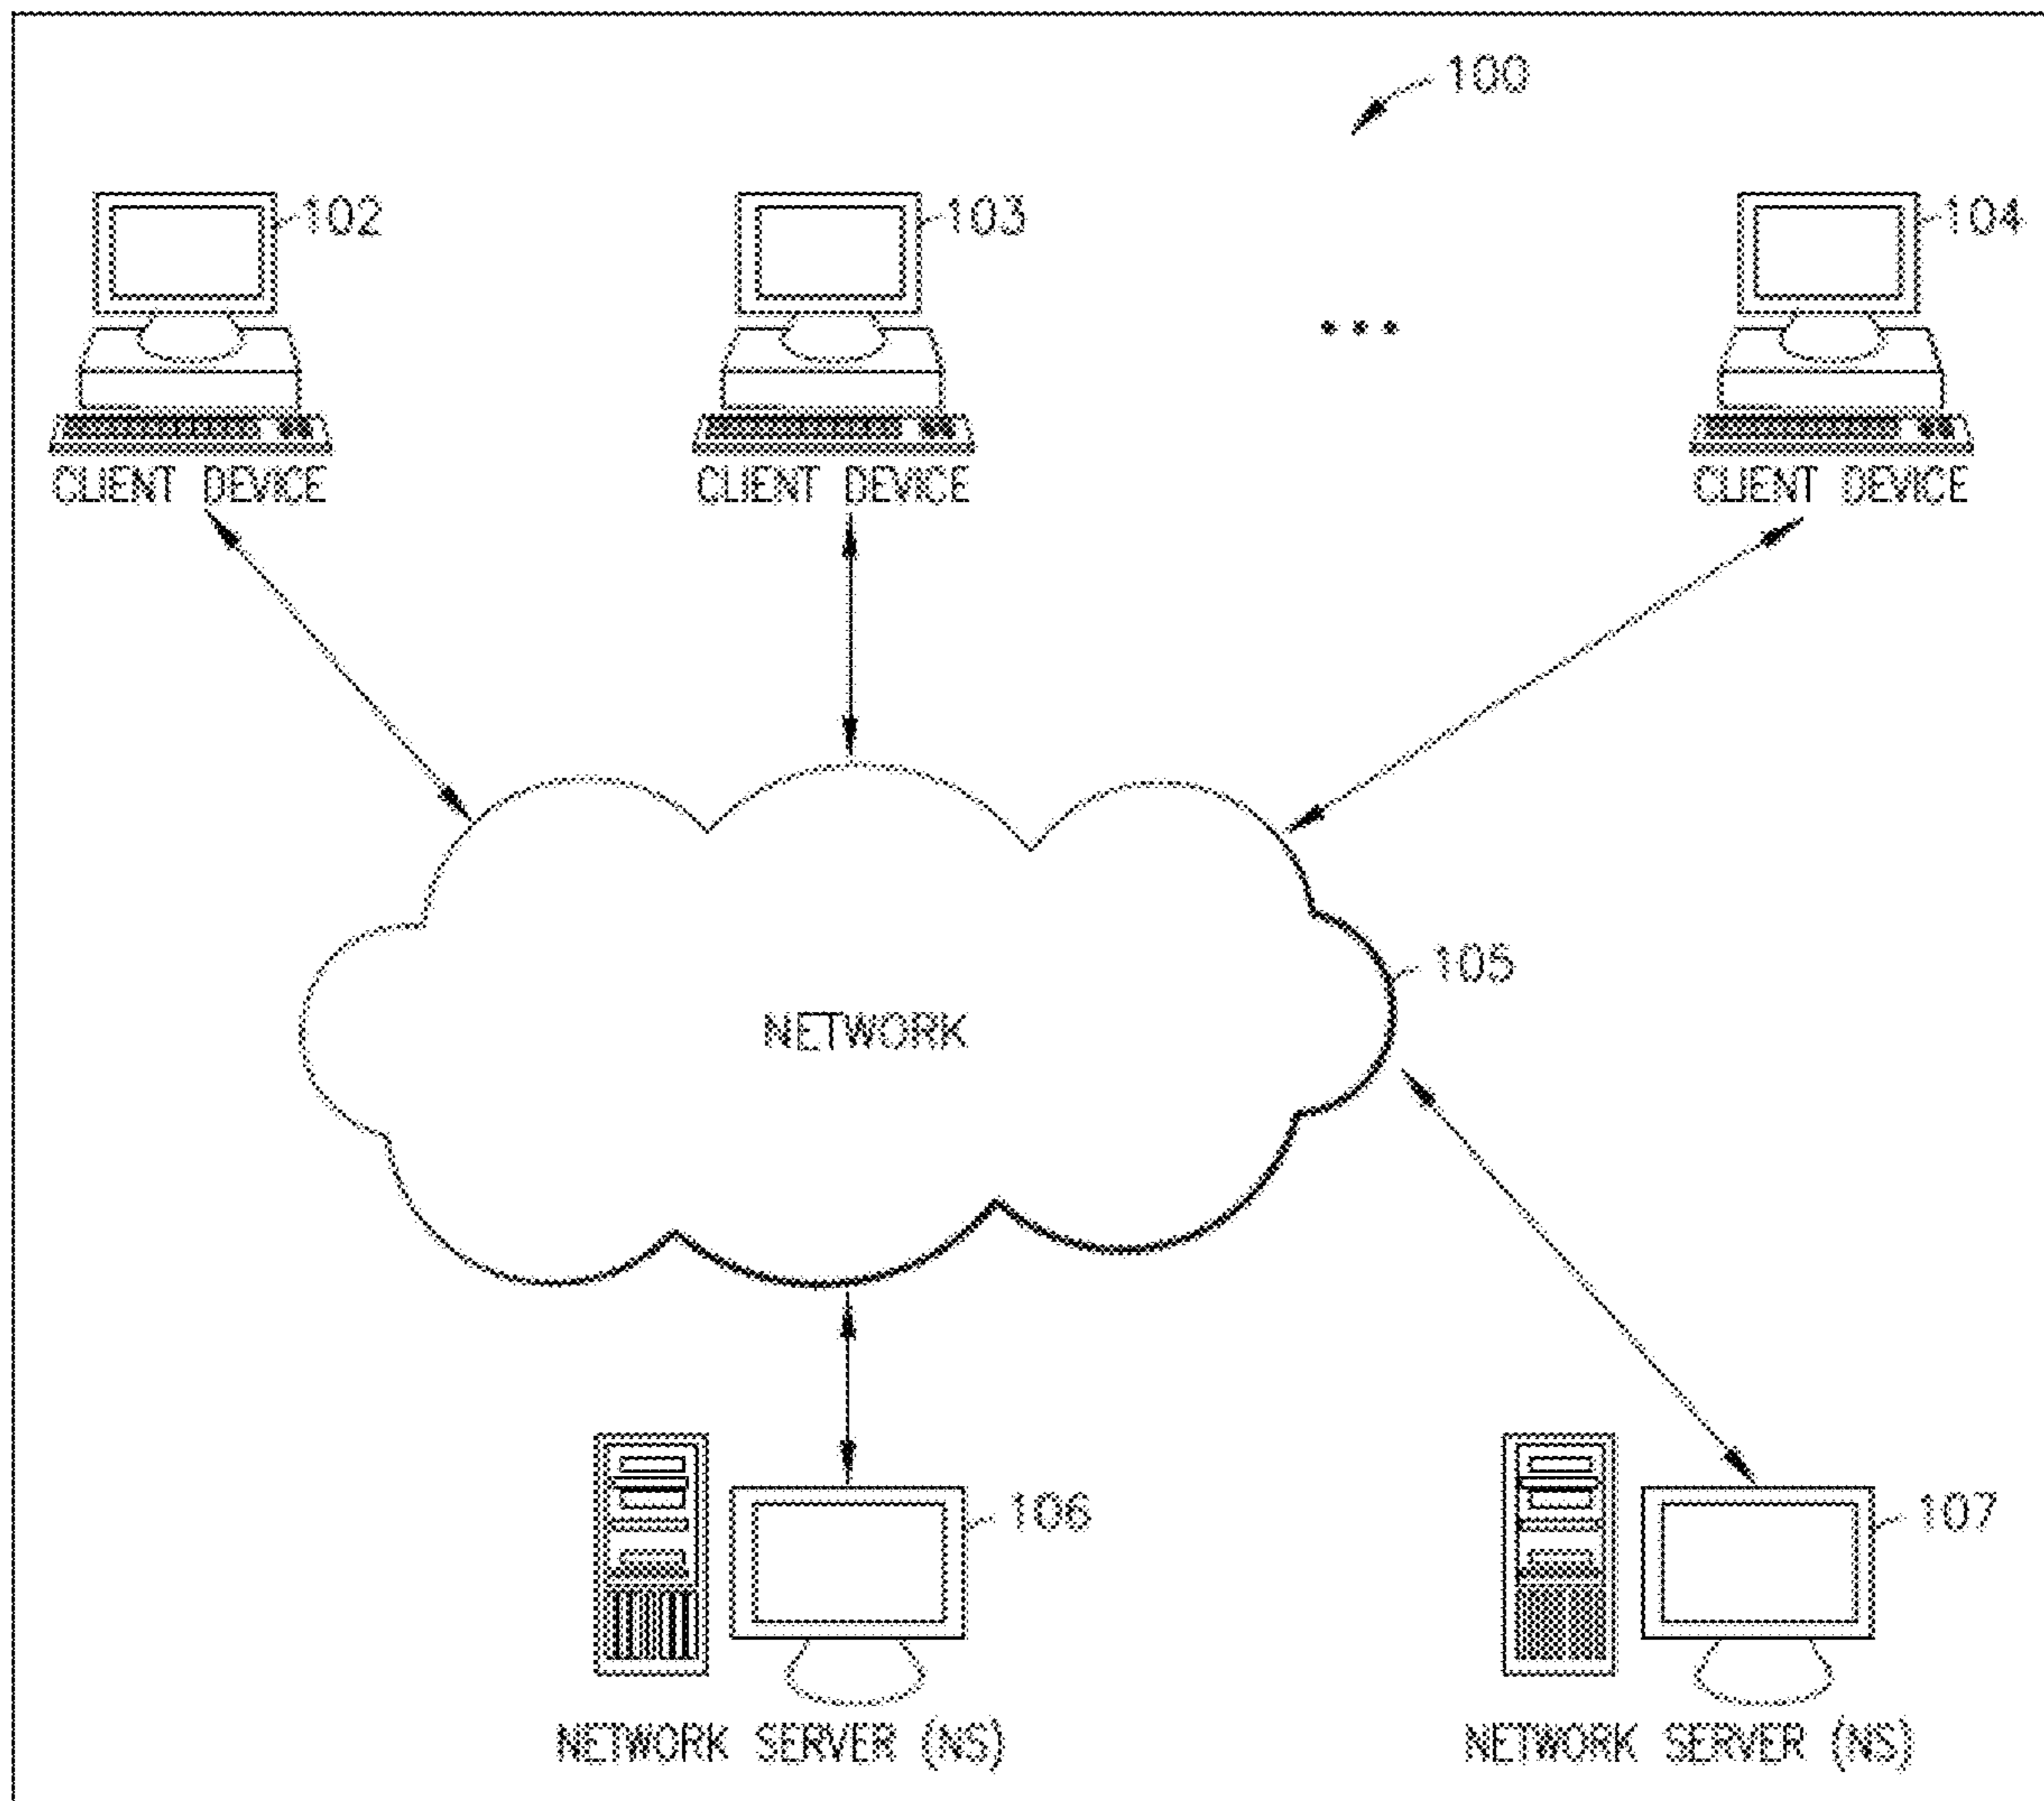 100
102
103
104
CLIENT DEVICE
CLIENT DEVICE
...
CLIENT DEVICE
105
NETWORK
106
107
NETWORK SERVER (NS)
NETWORK SERVER (NS)